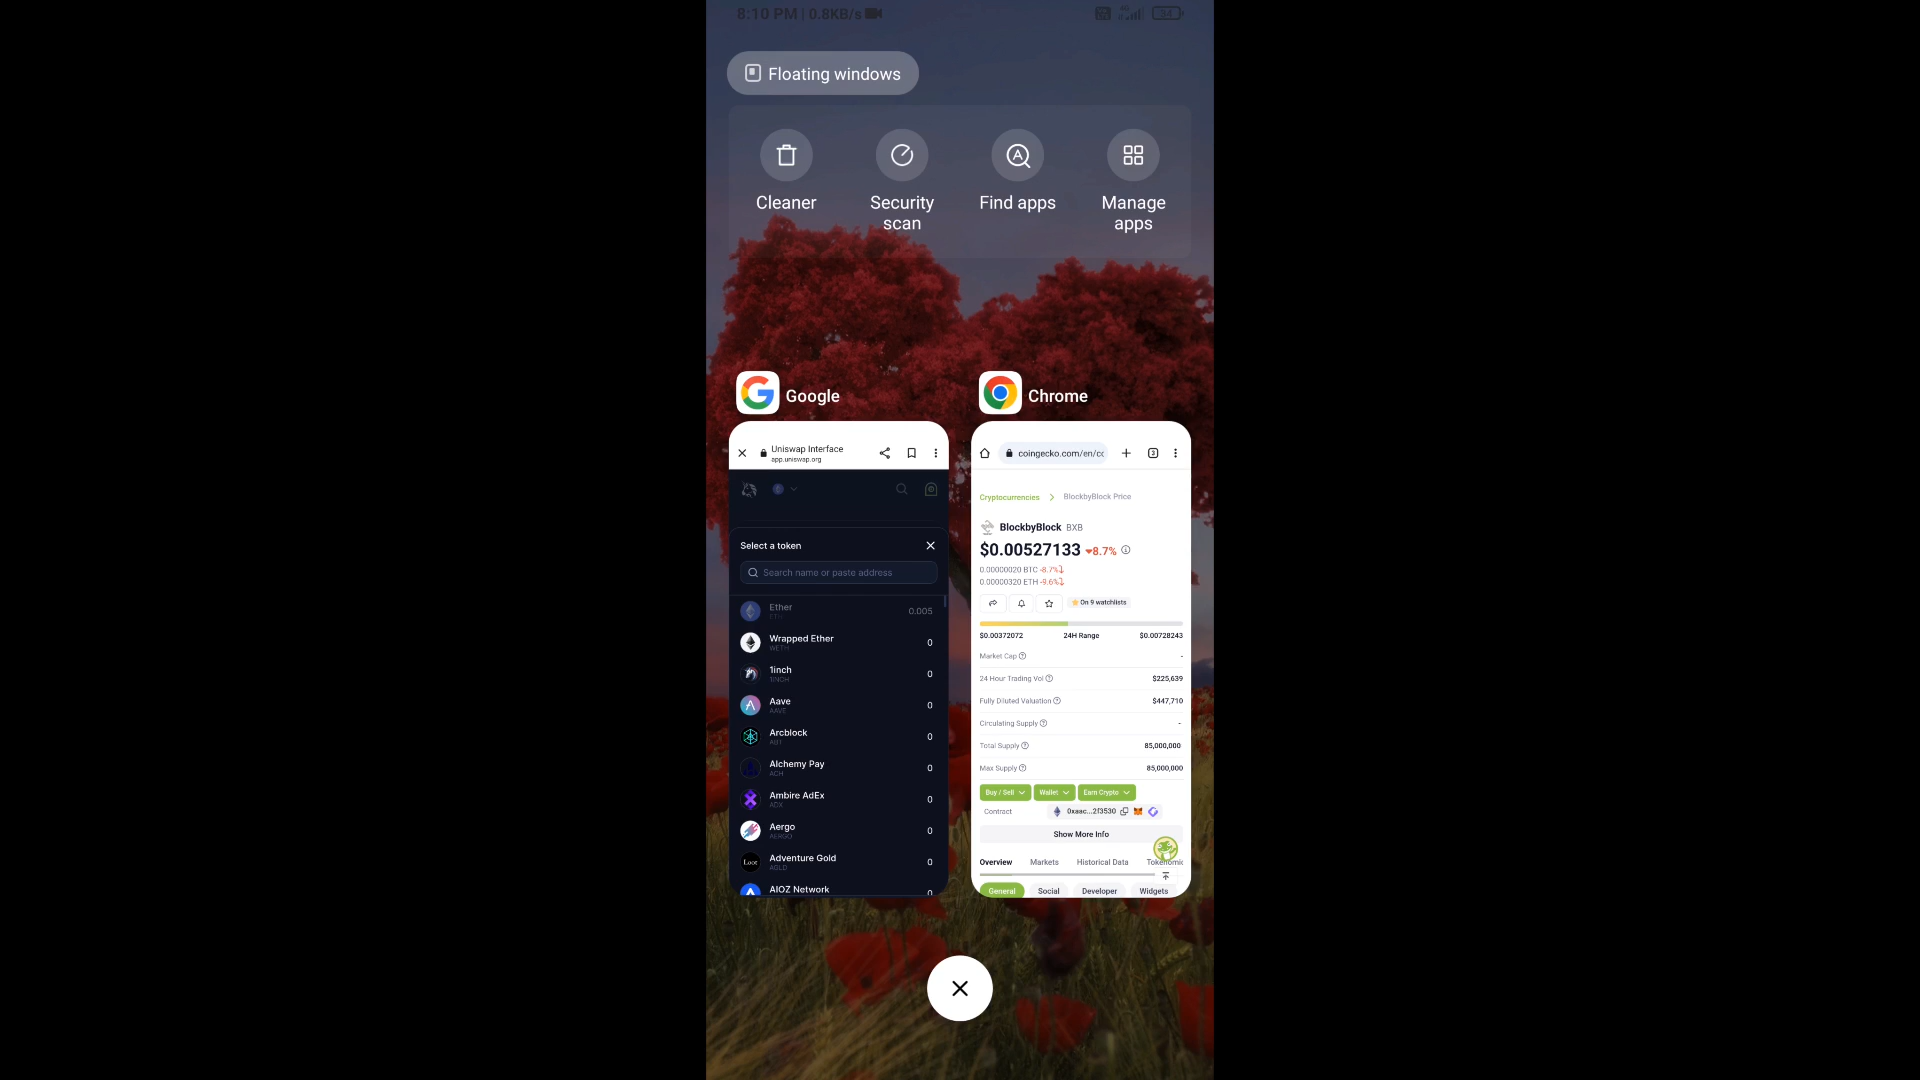 8:10 PM | 0.8KB/s
4G
Floating windows
Cleaner
Security scan
Find apps
Manage apps
Google
Uniswap Interface
app.uniswap.org
Select a token
Search name or paste address
Ether 0.005
ETH
Wrapped Ether 0
WETH
1inch 0
1INCH
Aave 0
AAVE
Arcblock 0
ABT
Alchemy Pay 0
ACH
Ambire AdEx 0
ADX
Aergo 0
AERGO
Adventure Gold 0
AGLD
Loot
AIOZ Network 0
Chrome
coingecko.com/en/co
3
Cryptocurrencies > BlockbyBlock Price
BlockbyBlock BXB
$0.00527133 8.7%
0.00000020 BTC -8.7%
0.00000320 ETH -9.6%
On 9 watchlists
$0.00372072 24H Range $0.00728243
Market Cap -
24 Hour Trading Vol $225,639
Fully Diluted Valuation $447,710
Circulating Supply -
Total Supply 85,000,000
Max Supply 85,000,000
Buy / Sell Wallet Earn Crypto
Contract 0xaac...2f3530
Show More Info
Overview Markets Historical Data Tokenomic
General Social Developer Widgets